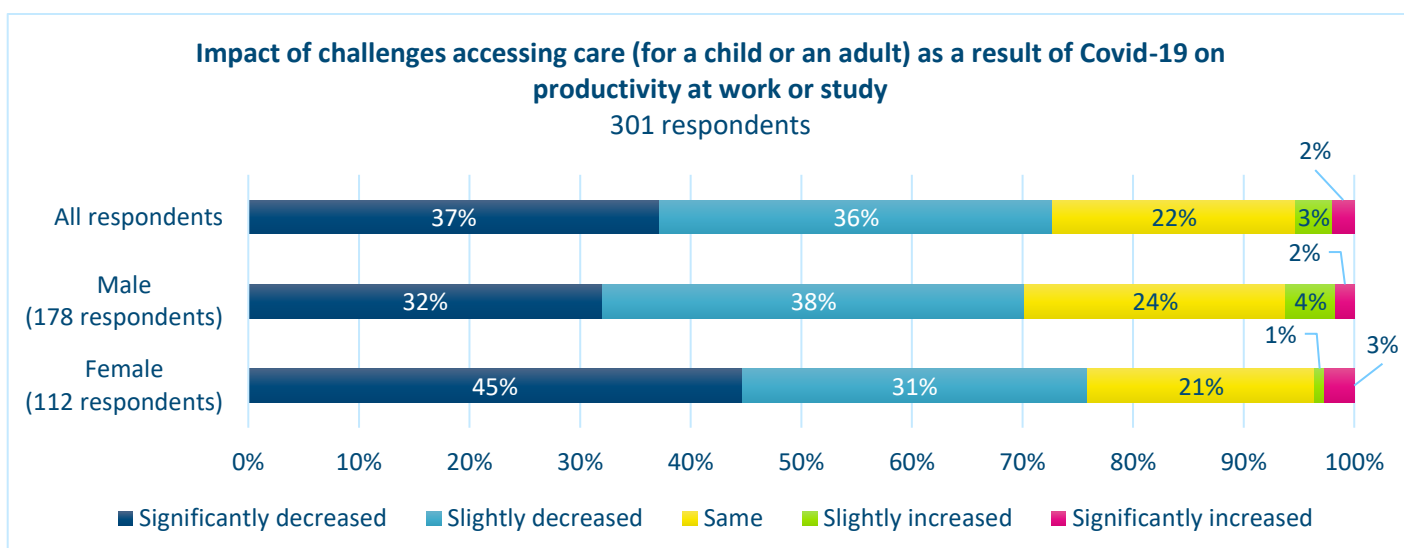 Impact of challenges accessing care (for a child or an adult) as a result of Covid-19 on
productivity at work or study
301 respondents
2%
All respondents
37%
36%
22%
3%
2%
Male
(178 respondents)
32%
38%
24%
4%
1%
3%
Female
(112 respondents)
45%
31%
21%
0%
10%
20%
30%
40%
50%
60%
70%
80%
90%
100%
Significantly decreased
Slightly decreased
Same
Slightly increased
Significantly increased